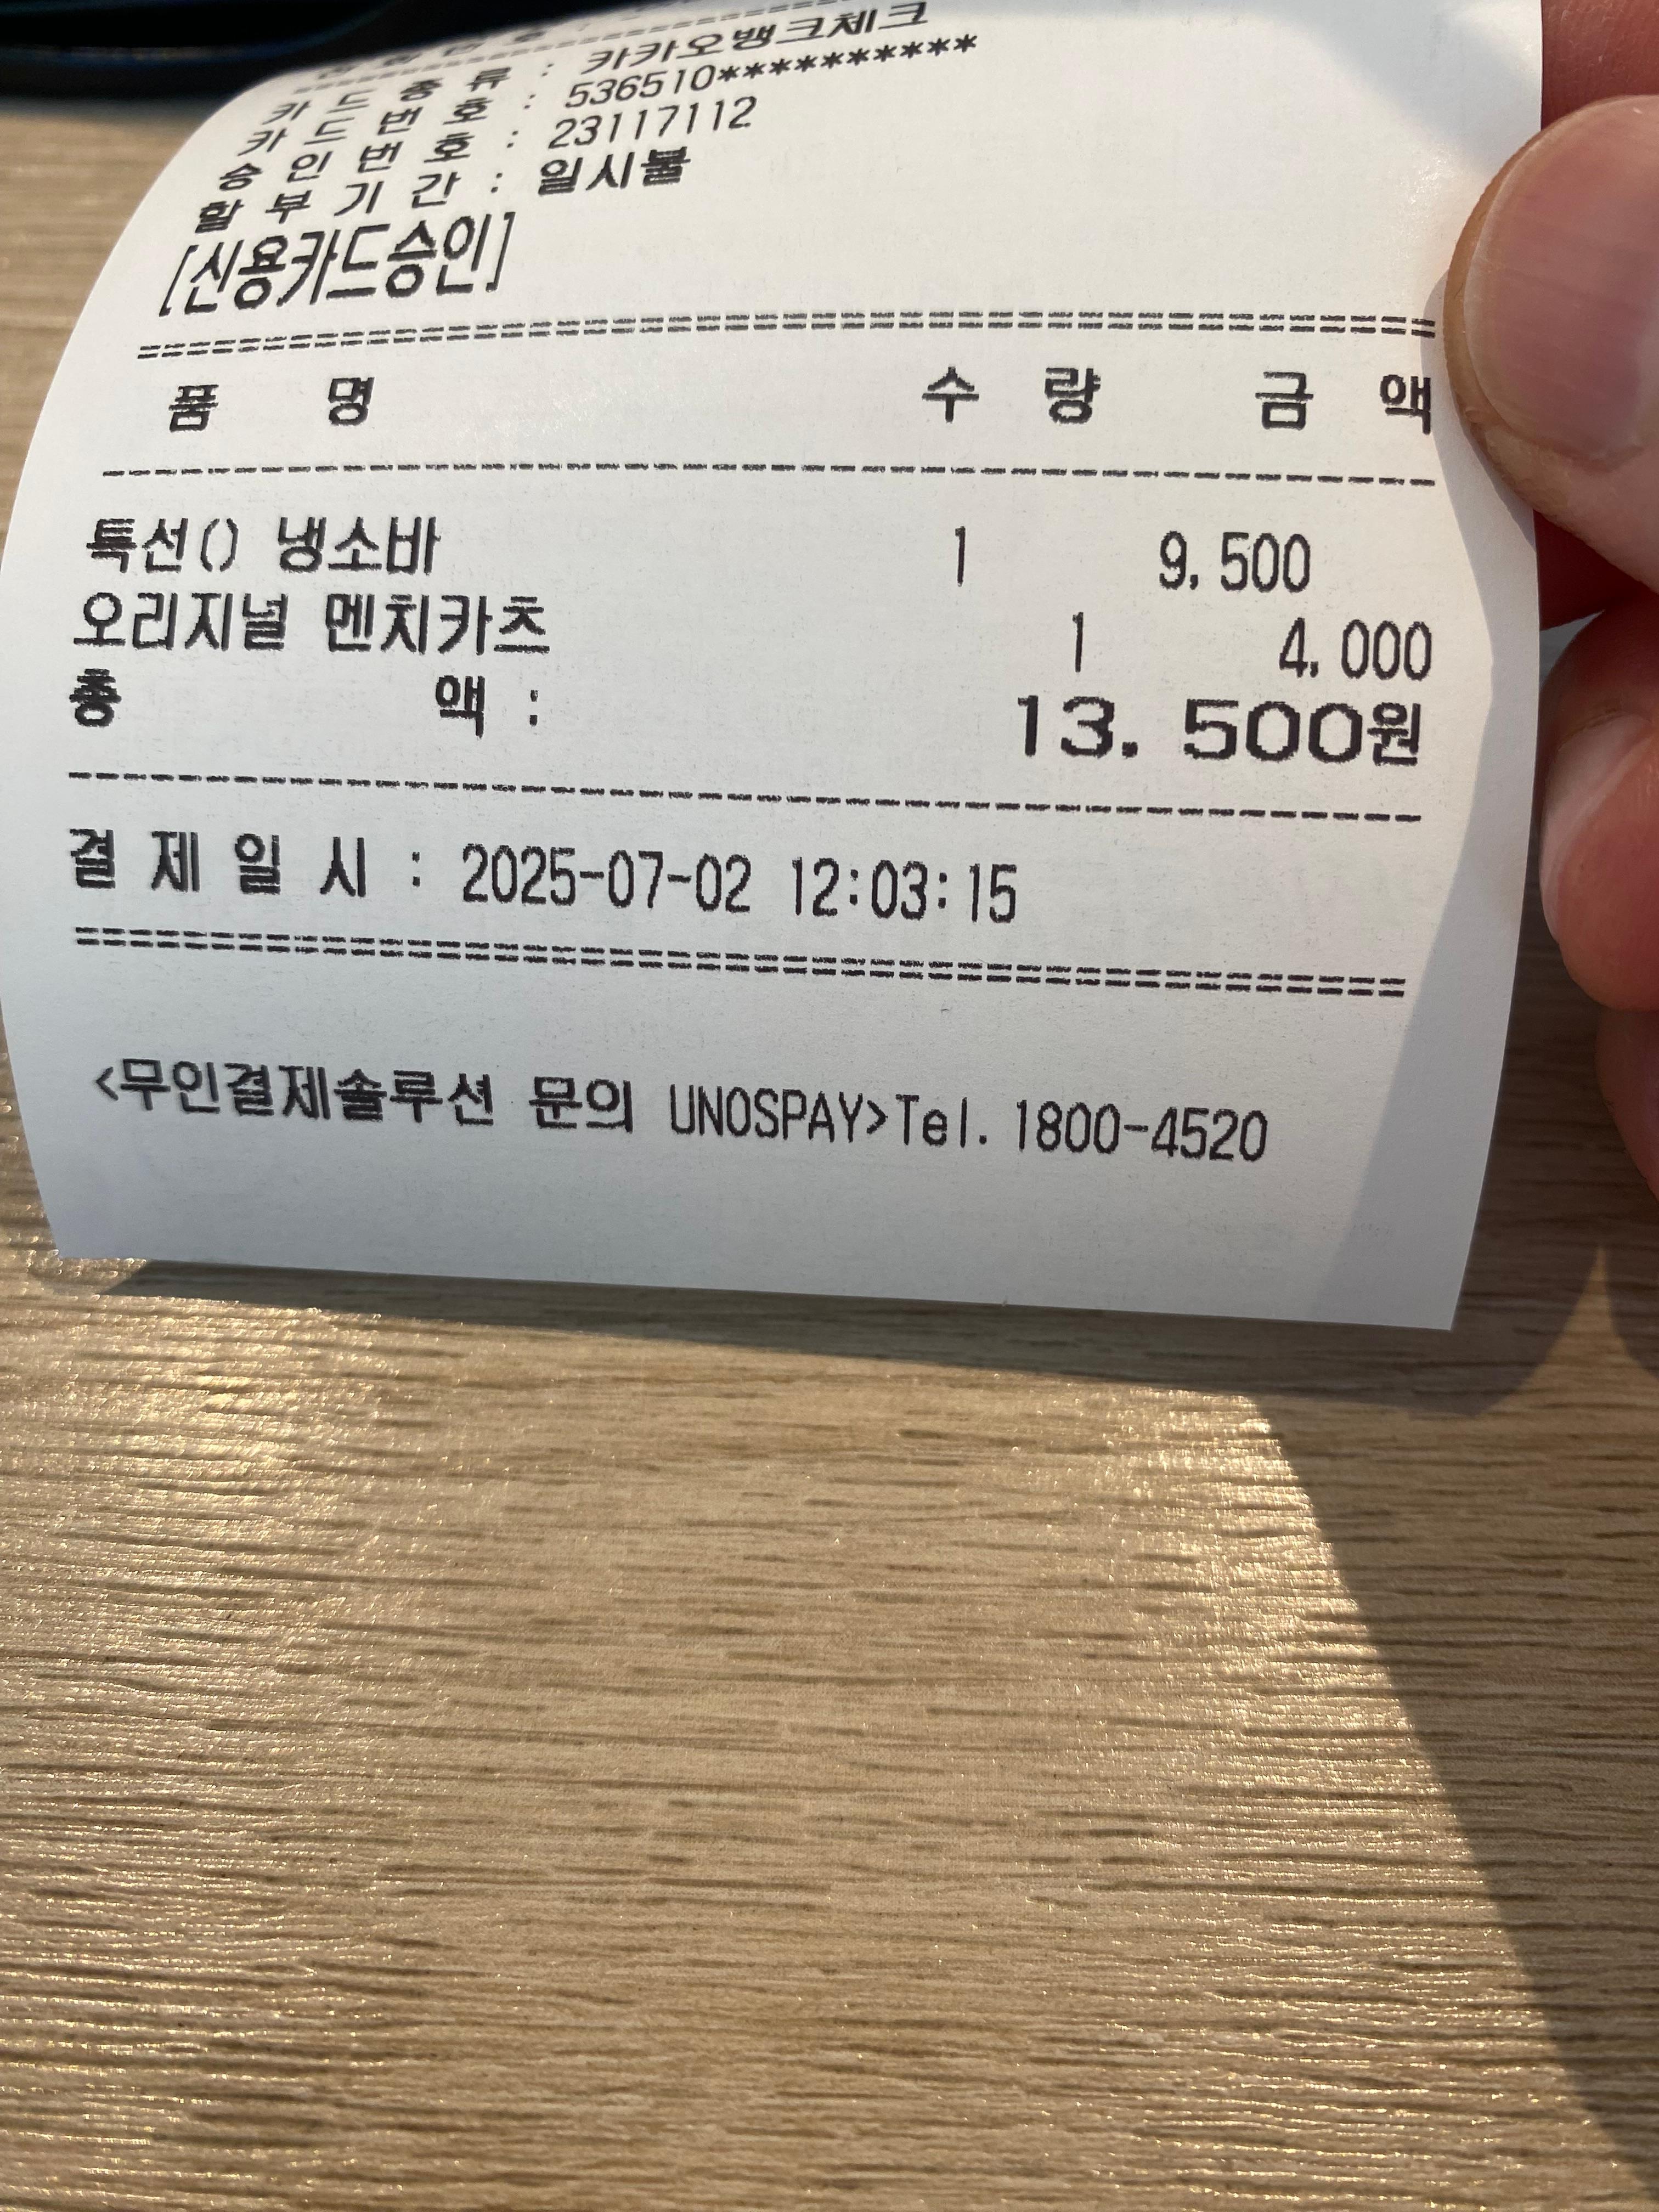 카 드 종 류 : 카카오뱅크체크
카 드 번 호 : 536510**********
승 인 번 호 : 23117112
할 부 기 간 : 일시불
[신용카드승인]
품 명 수 량 금 액
특선() 냉소바 1 9,500
오리지널 멘치카츠 1 4,000
총 액 : 13,500원
결 제 일 시 : 2025-07-02 12:03:15
<무인결제솔루션 문의 UNOSPAY>Tel. 1800-4520